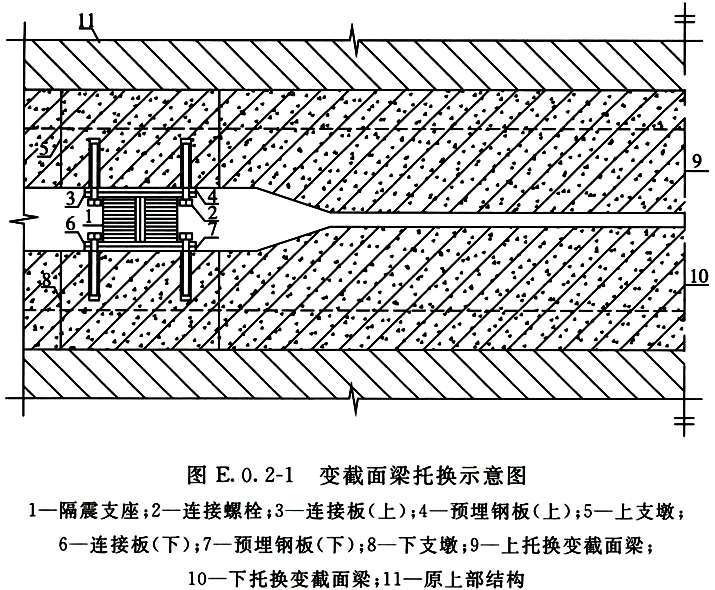 11
5
9
3
4
1
2
6
7
8
10
图 E.0.2-1 变截面梁托换示意图
1—隔震支座;2—连接螺栓;3—连接板(上);4—预埋钢板(上);5—上支墩;
6—连接板(下);7—预埋钢板(下);8—下支墩;9—上托换变截面梁;
10—下托换变截面梁;11—原上部结构